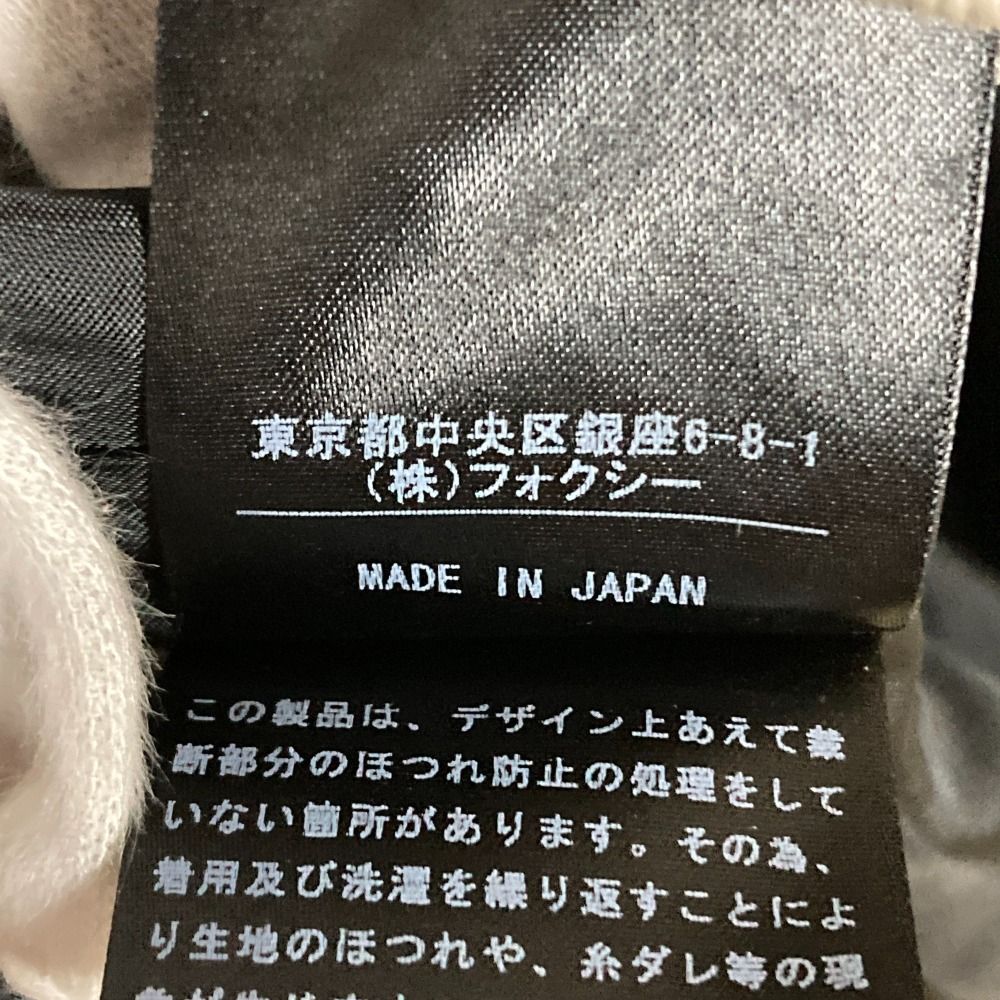 東京都中央区銀座6-8-1
(株)フォクシー
MADE IN JAPAN
この製品は、デザイン上あえて裁
断部分のほつれ防止の処理をして
いない箇所があります。その為、
着用及び洗濯を繰り返すことによ
り生地のほつれや、糸ダレ等の現